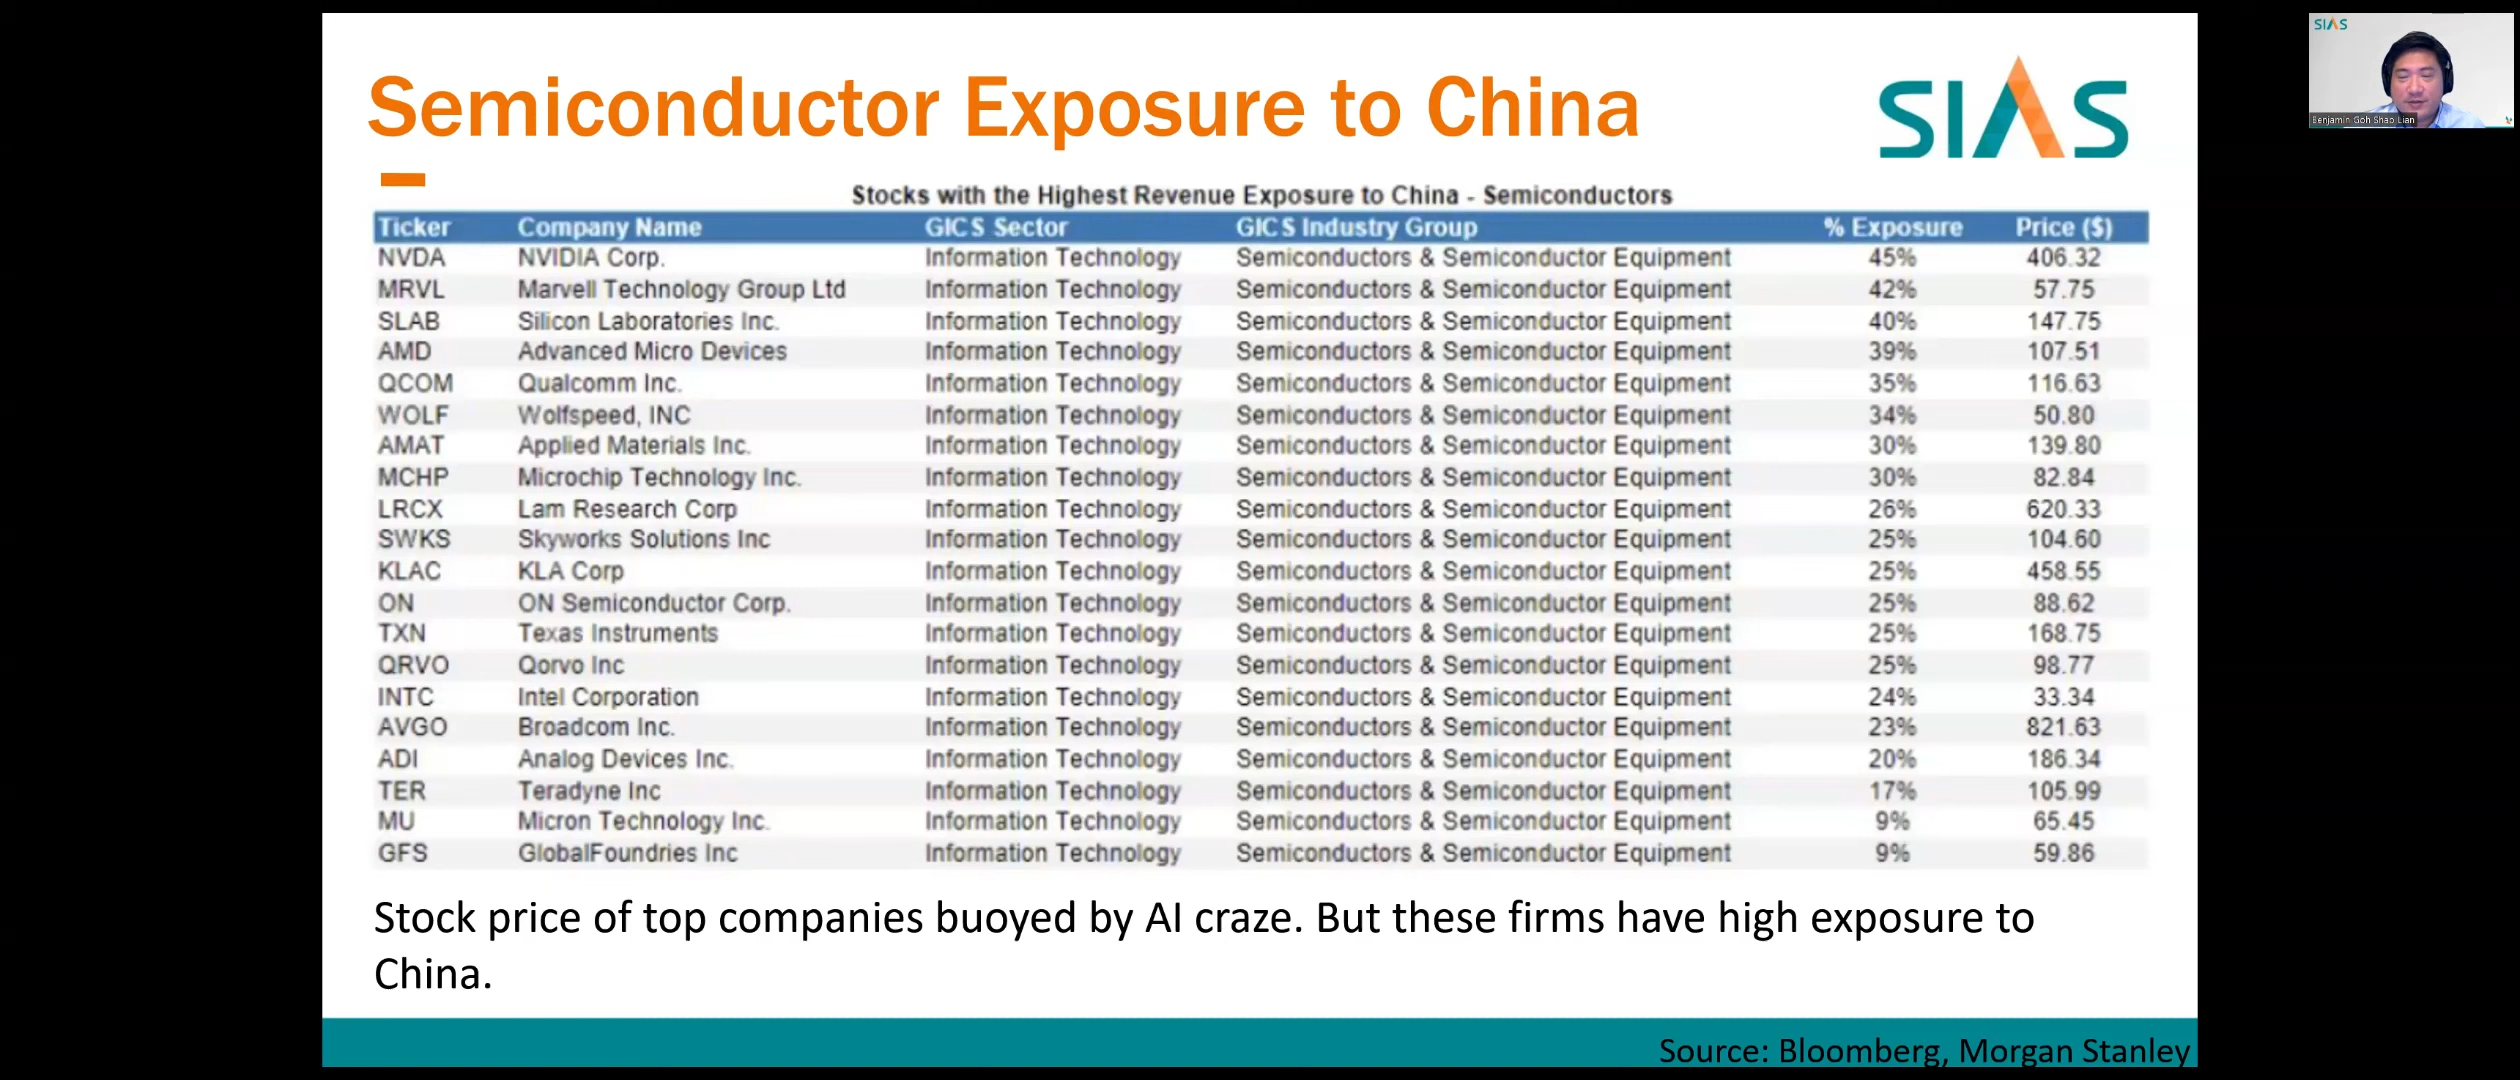 Semiconductor Exposure to China
SIAS
SIAS
Benjamin Goh Shao Lian
Stocks with the Highest Revenue Exposure to China - Semiconductors
Ticker Company Name GICS Sector GICS Industry Group % Exposure Price ($)
NVDA NVIDIA Corp. Information Technology Semiconductors & Semiconductor Equipment 45% 406.32
MRVL Marvell Technology Group Ltd Information Technology Semiconductors & Semiconductor Equipment 42% 57.75
SLAB Silicon Laboratories Inc. Information Technology Semiconductors & Semiconductor Equipment 40% 147.75
AMD Advanced Micro Devices Information Technology Semiconductors & Semiconductor Equipment 39% 107.51
QCOM Qualcomm Inc. Information Technology Semiconductors & Semiconductor Equipment 35% 116.63
WOLF Wolfspeed, INC Information Technology Semiconductors & Semiconductor Equipment 34% 50.80
AMAT Applied Materials Inc. Information Technology Semiconductors & Semiconductor Equipment 30% 139.80
MCHP Microchip Technology Inc. Information Technology Semiconductors & Semiconductor Equipment 30% 82.84
LRCX Lam Research Corp Information Technology Semiconductors & Semiconductor Equipment 26% 620.33
SWKS Skyworks Solutions Inc Information Technology Semiconductors & Semiconductor Equipment 25% 104.60
KLAC KLA Corp Information Technology Semiconductors & Semiconductor Equipment 25% 458.55
ON ON Semiconductor Corp. Information Technology Semiconductors & Semiconductor Equipment 25% 88.62
TXN Texas Instruments Information Technology Semiconductors & Semiconductor Equipment 25% 168.75
QRVO Qorvo Inc Information Technology Semiconductors & Semiconductor Equipment 25% 98.77
INTC Intel Corporation Information Technology Semiconductors & Semiconductor Equipment 24% 33.34
AVGO Broadcom Inc. Information Technology Semiconductors & Semiconductor Equipment 23% 821.63
ADI Analog Devices Inc. Information Technology Semiconductors & Semiconductor Equipment 20% 186.34
TER Teradyne Inc Information Technology Semiconductors & Semiconductor Equipment 17% 105.99
MU Micron Technology Inc. Information Technology Semiconductors & Semiconductor Equipment 9% 65.45
GFS GlobalFoundries Inc Information Technology Semiconductors & Semiconductor Equipment 9% 59.86
Stock price of top companies buoyed by AI craze. But these firms have high exposure to
China.
Source: Bloomberg, Morgan Stanley